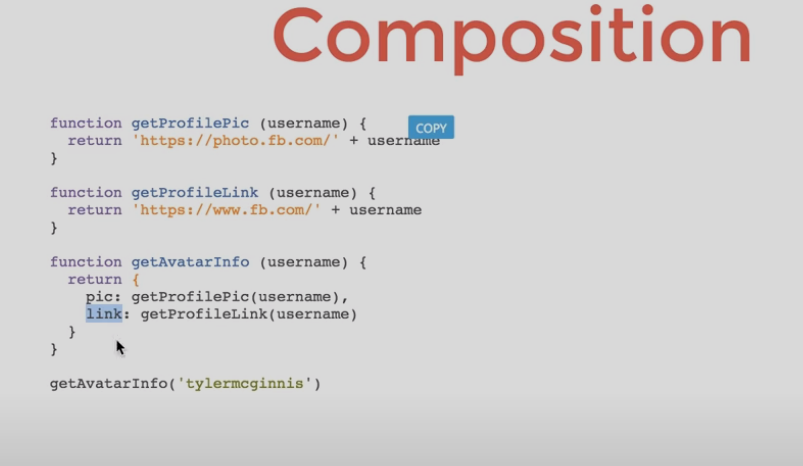 Composition
function getProfilePic (username) {
COPY
return 'https://photo.fb.com/' + username
}
function getProfileLink (username) {
return 'https://www.fb.com/' + username
}
function getAvatarInfo (username) {
return {
pic: getProfilePic(username),
link: getProfileLink(username)
}
}
getAvatarInfo('tylermcginnis')